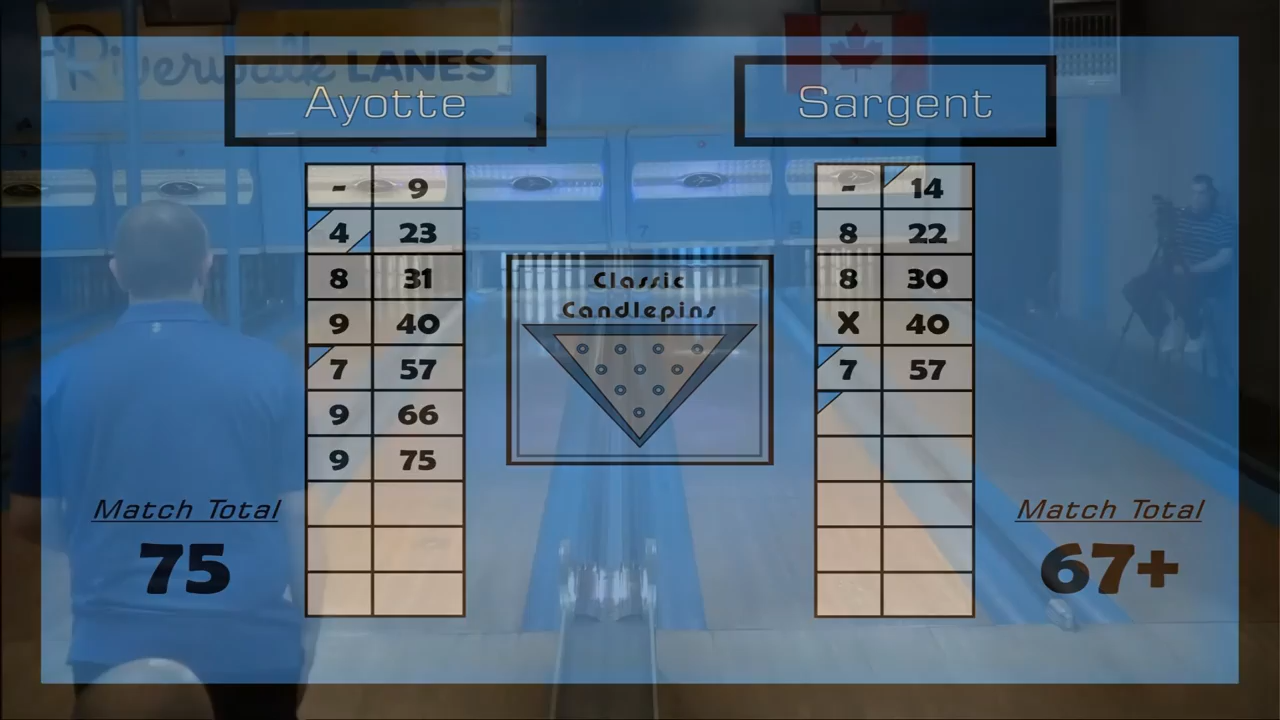 Riverwalk LANES
Ayotte
- 9
4 23
8 31
9 40
7 57
9 66
9 75
Match Total
75
Classic
Candlepins
Sargent
- 14
8 22
8 30
X 40
7 57
Match Total
67+